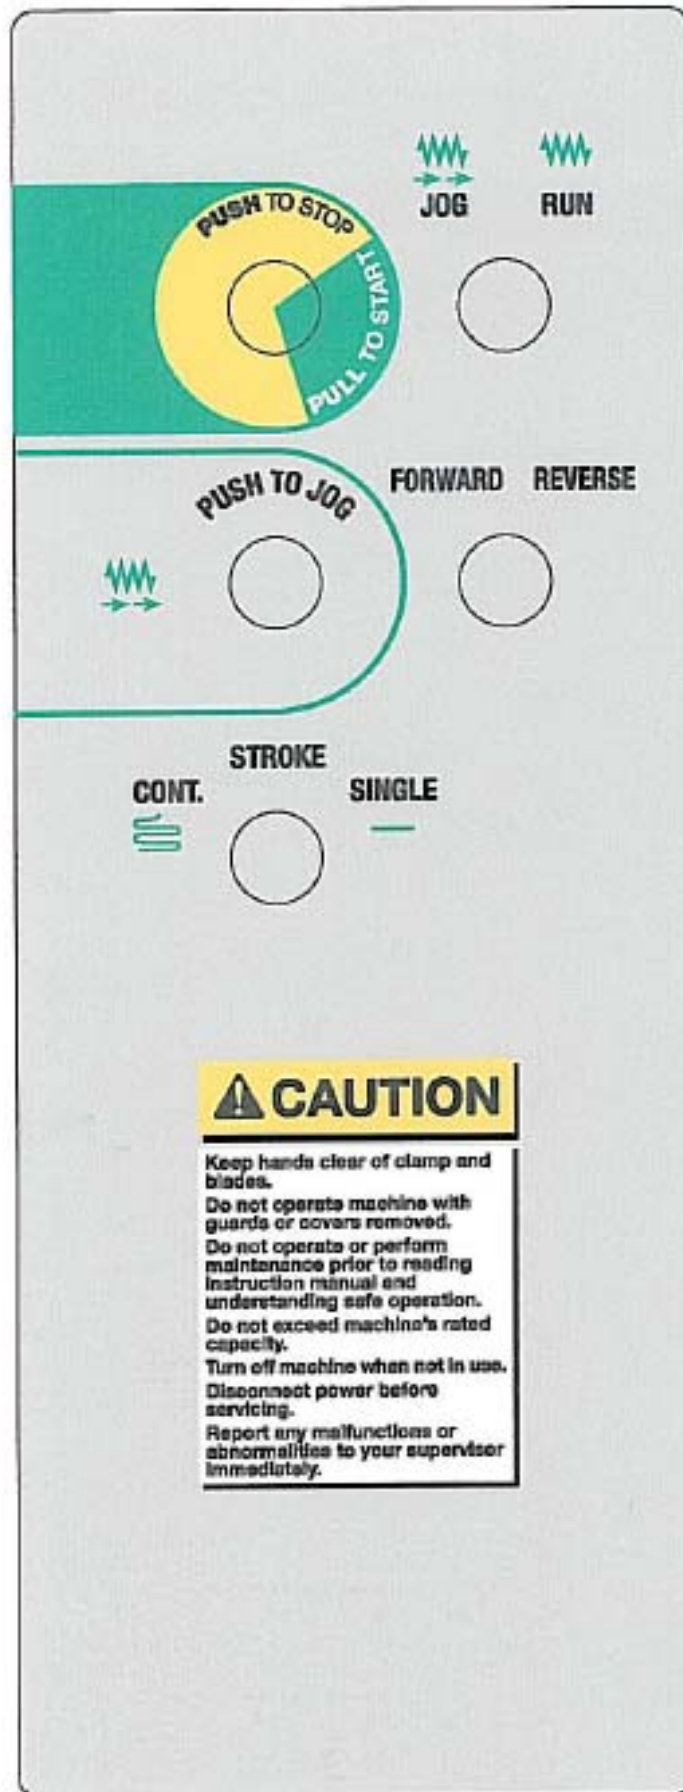 JOG RUN
PUSH TO STOP
PULL TO START
PUSH TO JOG
FORWARD REVERSE
STROKE
CONT. SINGLE
CAUTION
Keep hands clear of clamp and
blades.
Do not operate machine with
guards or covers removed.
Do not operate or perform
maintenance prior to reading
instruction manual and
understanding safe operation.
Do not exceed machine's rated
capacity.
Turn off machine when not in use.
Disconnect power before
servicing.
Report any malfunctions or
abnormalities to your supervisor
immediately.